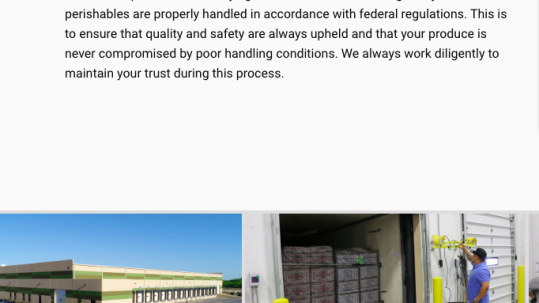 perishables are properly handled in accordance with federal regulations. This is
to ensure that quality and safety are always upheld and that your produce is
never compromised by poor handling conditions. We always work diligently to
maintain your trust during this process.